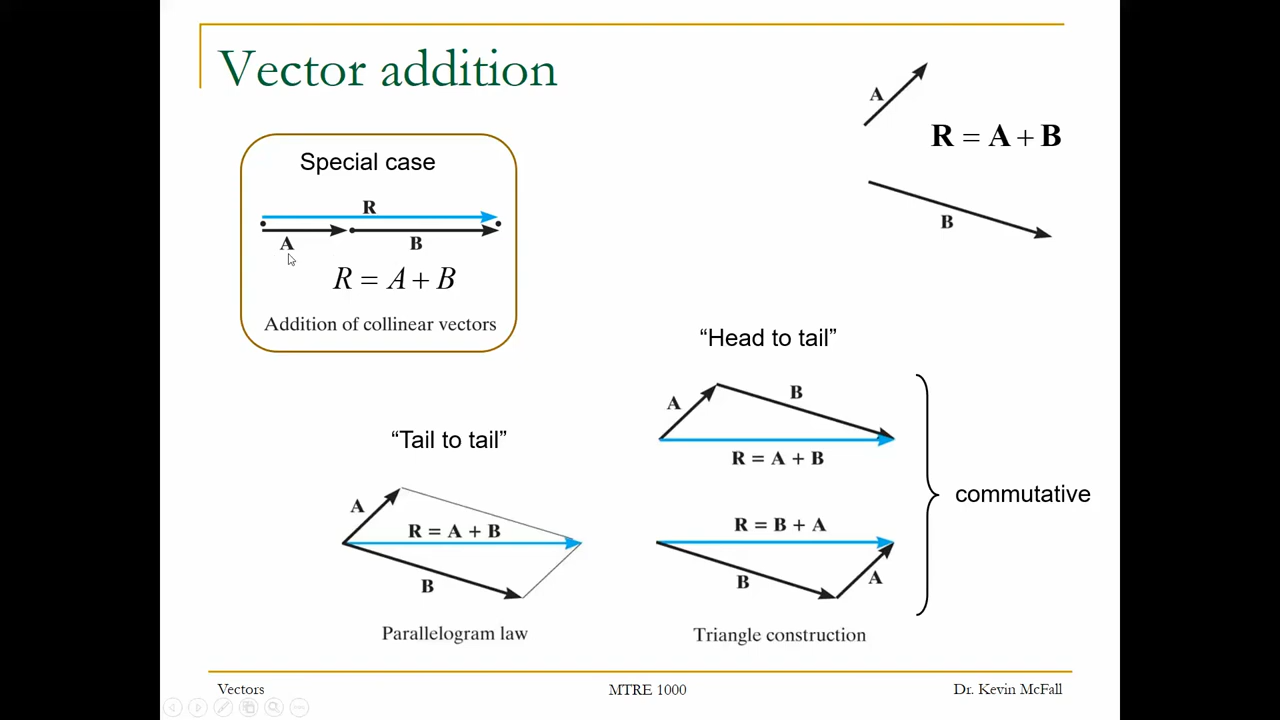 Vector addition
A
R = A + B
B
Special case
R
A
B
R = A + B
Addition of collinear vectors
“Head to tail”
A
B
R = A + B
“Tail to tail”
A
R = A + B
B
Parallelogram law
R = B + A
B
A
Triangle construction
commutative
Vectors
MTRE 1000
Dr. Kevin McFall